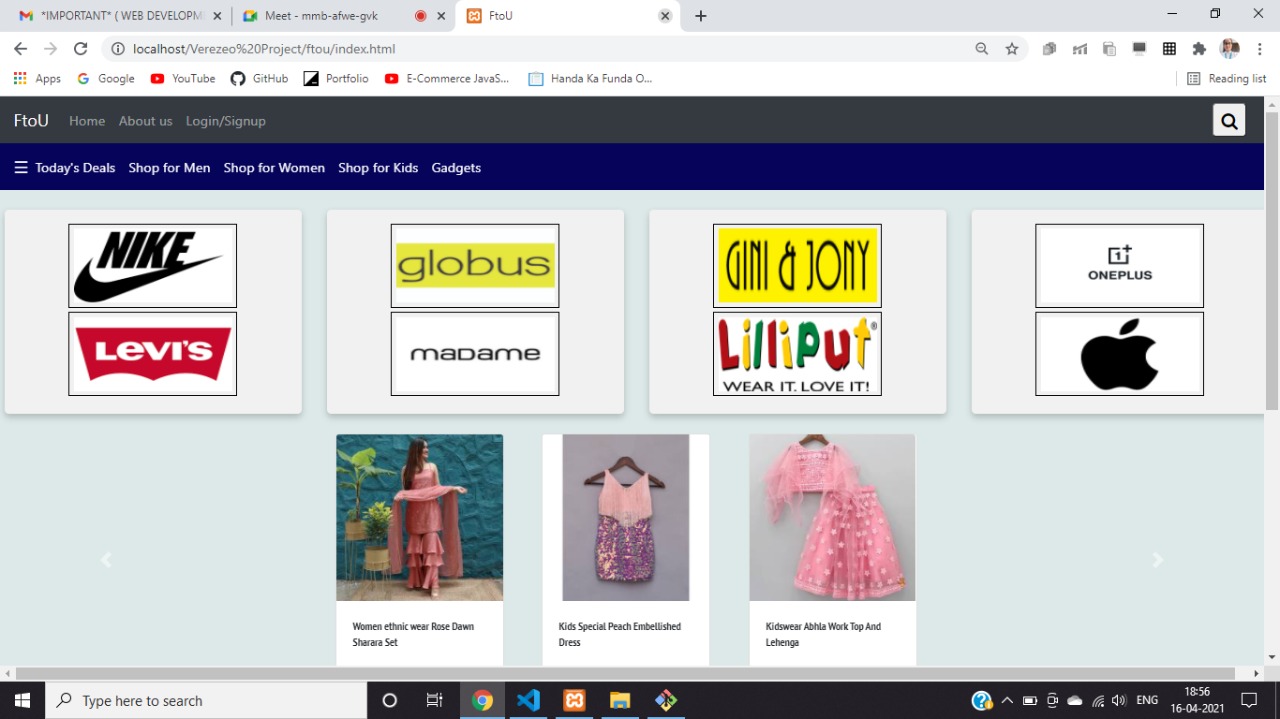 *IMPORTANT* ( WEB DEVELOPM
Meet - mmb-afwe-gvk
FtoU
localhost/Verezeo%20Project/ftou/index.html
Apps
Google
YouTube
GitHub
Portfolio
E-Commerce JavaS...
Handa Ka Funda O...
Reading list
FtoU Home About us Login/Signup
☰ Today's Deals Shop for Men Shop for Women Shop for Kids Gadgets
NIKE
LEVI'S
globus
maDamE
GINI & JONY
Lilliput®
WEAR IT. LOVE IT!
1+
ONEPLUS
Women ethnic wear Rose Dawn
Sharara Set
Kids Special Peach Embellished
Dress
Kidswear Abhla Work Top And
Lehenga
Type here to search
ENG
18:56
16-04-2021